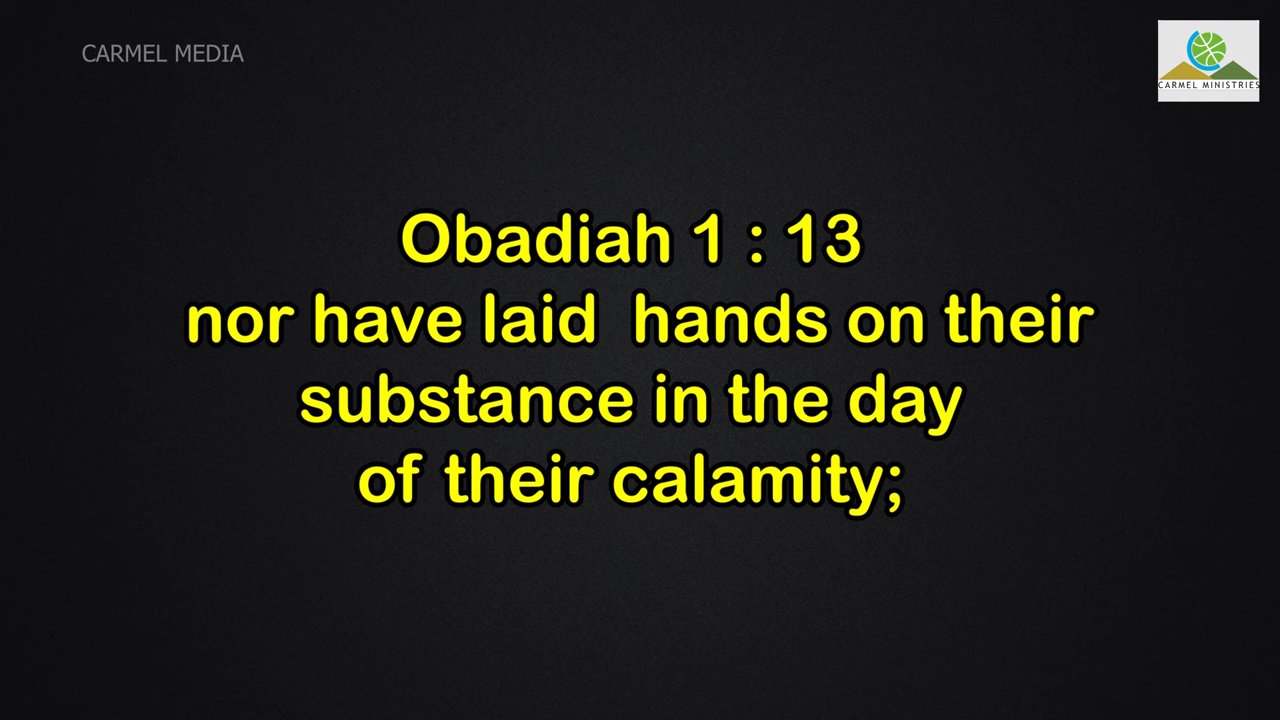 CARMEL MEDIA
CARMEL MINISTRIES
Obadiah 1 : 13
nor have laid  hands on their
substance in the day
of their calamity;